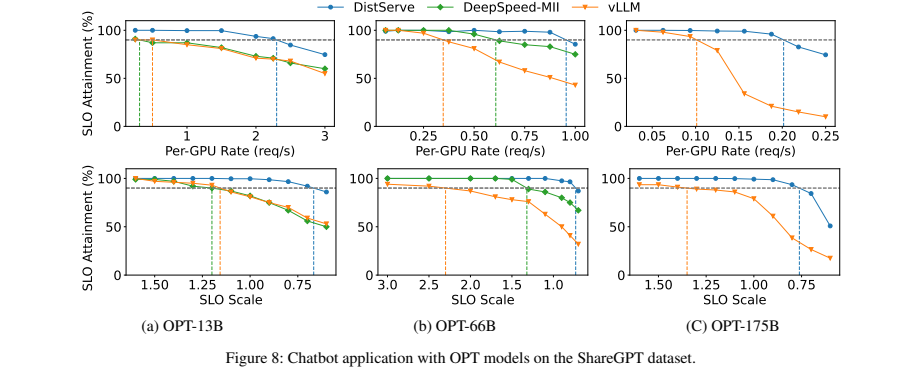 DistServe DeepSpeed-MII vLLM
SLO Attainment (%)
100
50
0
1 2 3
Per-GPU Rate (req/s)
100
50
0
0.25 0.50 0.75 1.00
Per-GPU Rate (req/s)
100
50
0
0.05 0.10 0.15 0.20 0.25
Per-GPU Rate (req/s)
SLO Attainment (%)
100
50
0
1.50 1.25 1.00 0.75
SLO Scale
100
50
0
3.0 2.5 2.0 1.5 1.0
SLO Scale
100
50
0
1.50 1.25 1.00 0.75
SLO Scale
(a) OPT-13B
(b) OPT-66B
(C) OPT-175B
Figure 8: Chatbot application with OPT models on the ShareGPT dataset.